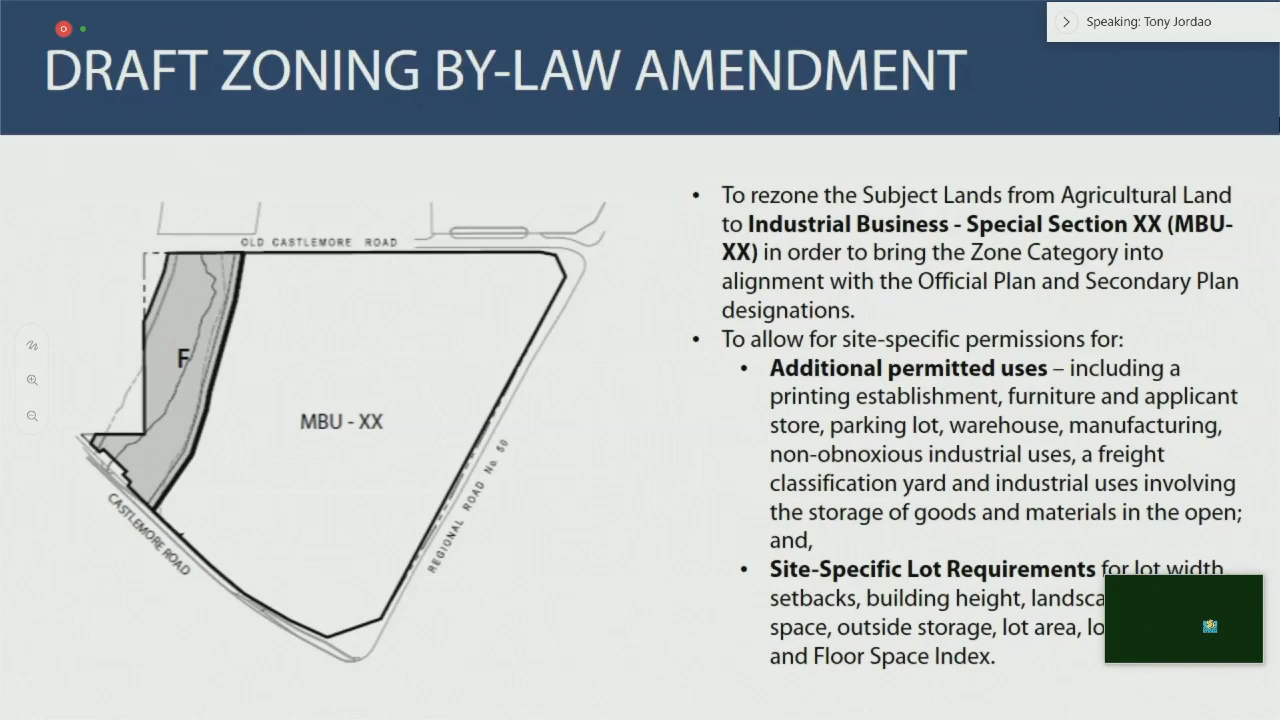 Speaking: Tony Jordao
DRAFT ZONING BY-LAW AMENDMENT
OLD CASTLEMORE ROAD
F
MBU - XX
CASTLEMORE ROAD
REGIONAL ROAD No. 50
• To rezone the Subject Lands from Agricultural Land
to Industrial Business - Special Section XX (MBU-
XX) in order to bring the Zone Category into
alignment with the Official Plan and Secondary Plan
designations.
• To allow for site-specific permissions for:
• Additional permitted uses – including a
printing establishment, furniture and applicant
store, parking lot, warehouse, manufacturing,
non-obnoxious industrial uses, a freight
classification yard and industrial uses involving
the storage of goods and materials in the open;
and,
• Site-Specific Lot Requirements for lot width,
setbacks, building height,
space, outside storage, lot area,
and Floor Space Index.